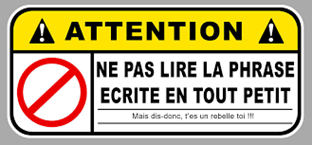 ATTENTION
NE PAS LIRE LA PHRASE
ECRITE EN TOUT PETIT
Mais dis-donc, t'es un rebelle toi !!!